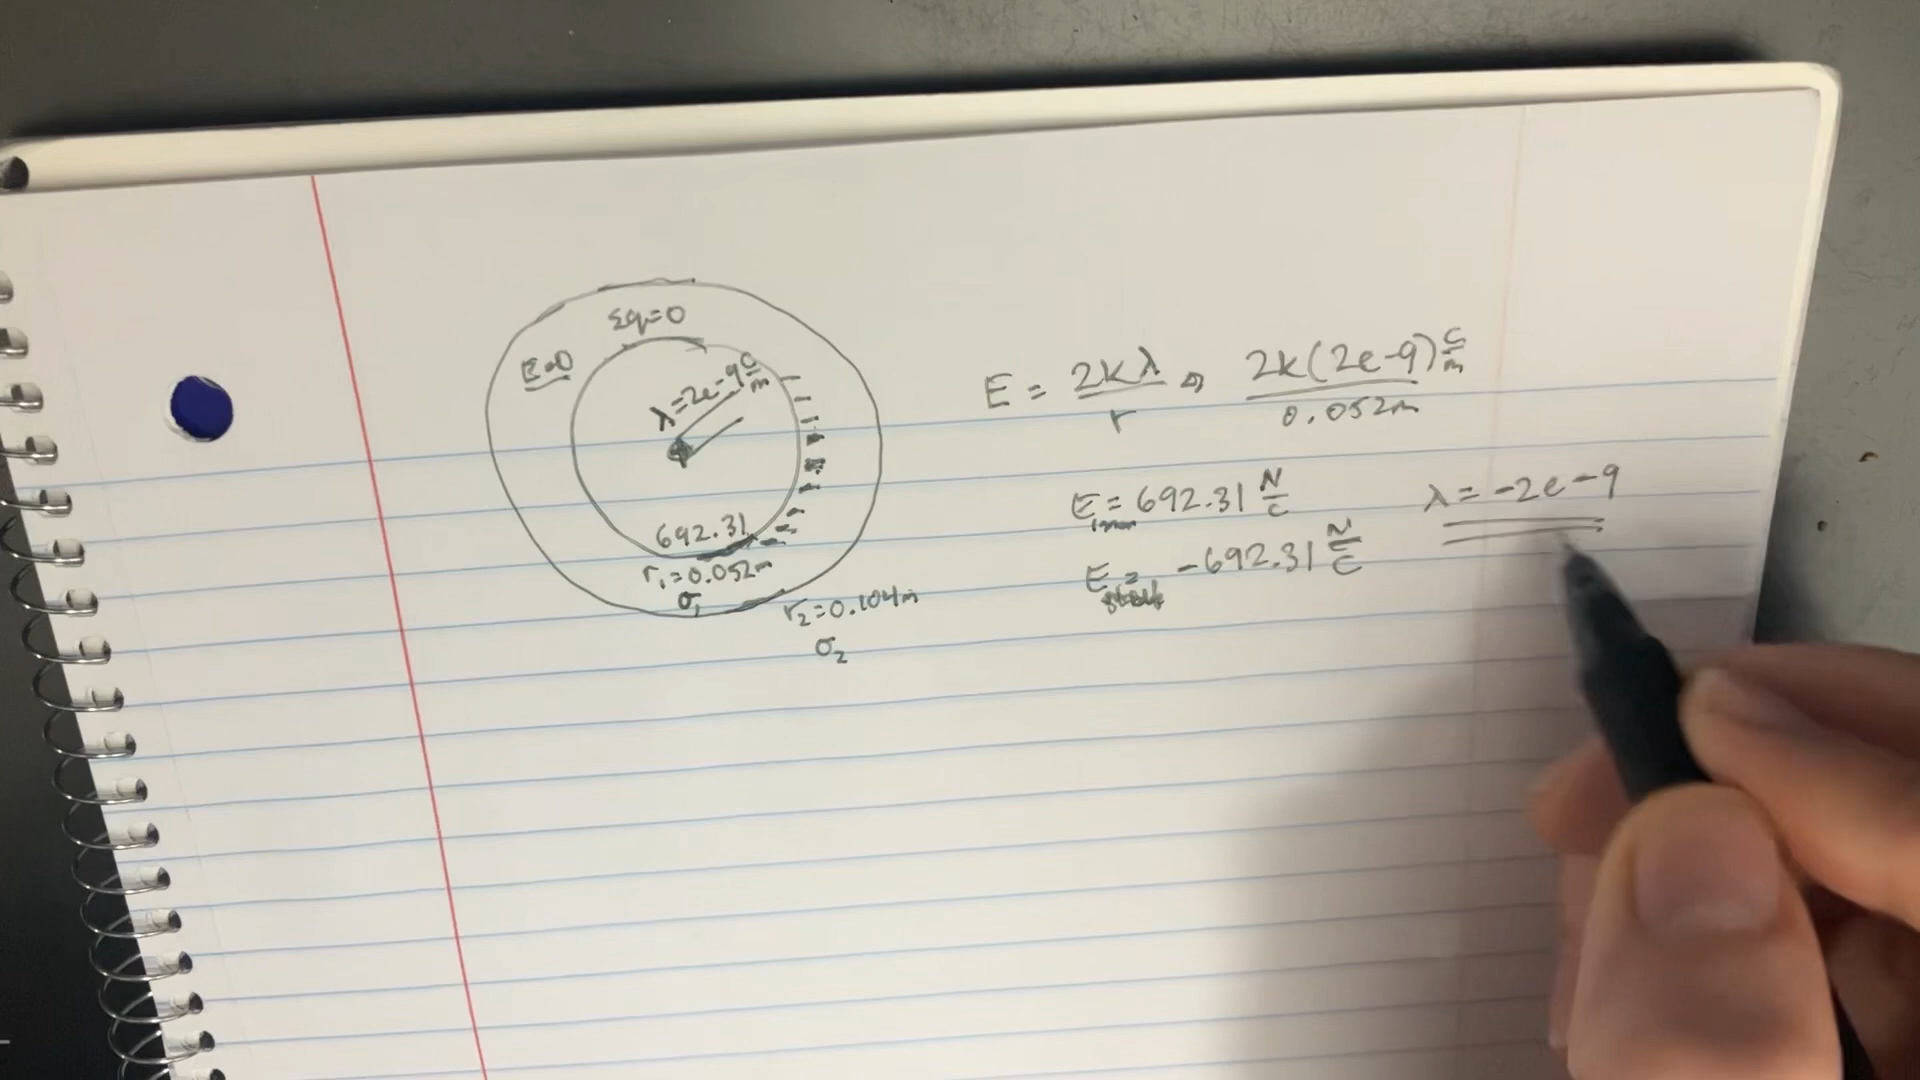 Σq=0
E=0
λ=2e-9 C/m
692.31
r₁=0.052m
σ₁
r₂=0.104m
σ₂
E = 2kλ/r ⇒ 2k(2e-9) C/m / 0.052m
E = 692.31 N/C
λ = -2e-9
E = -692.31 N/C